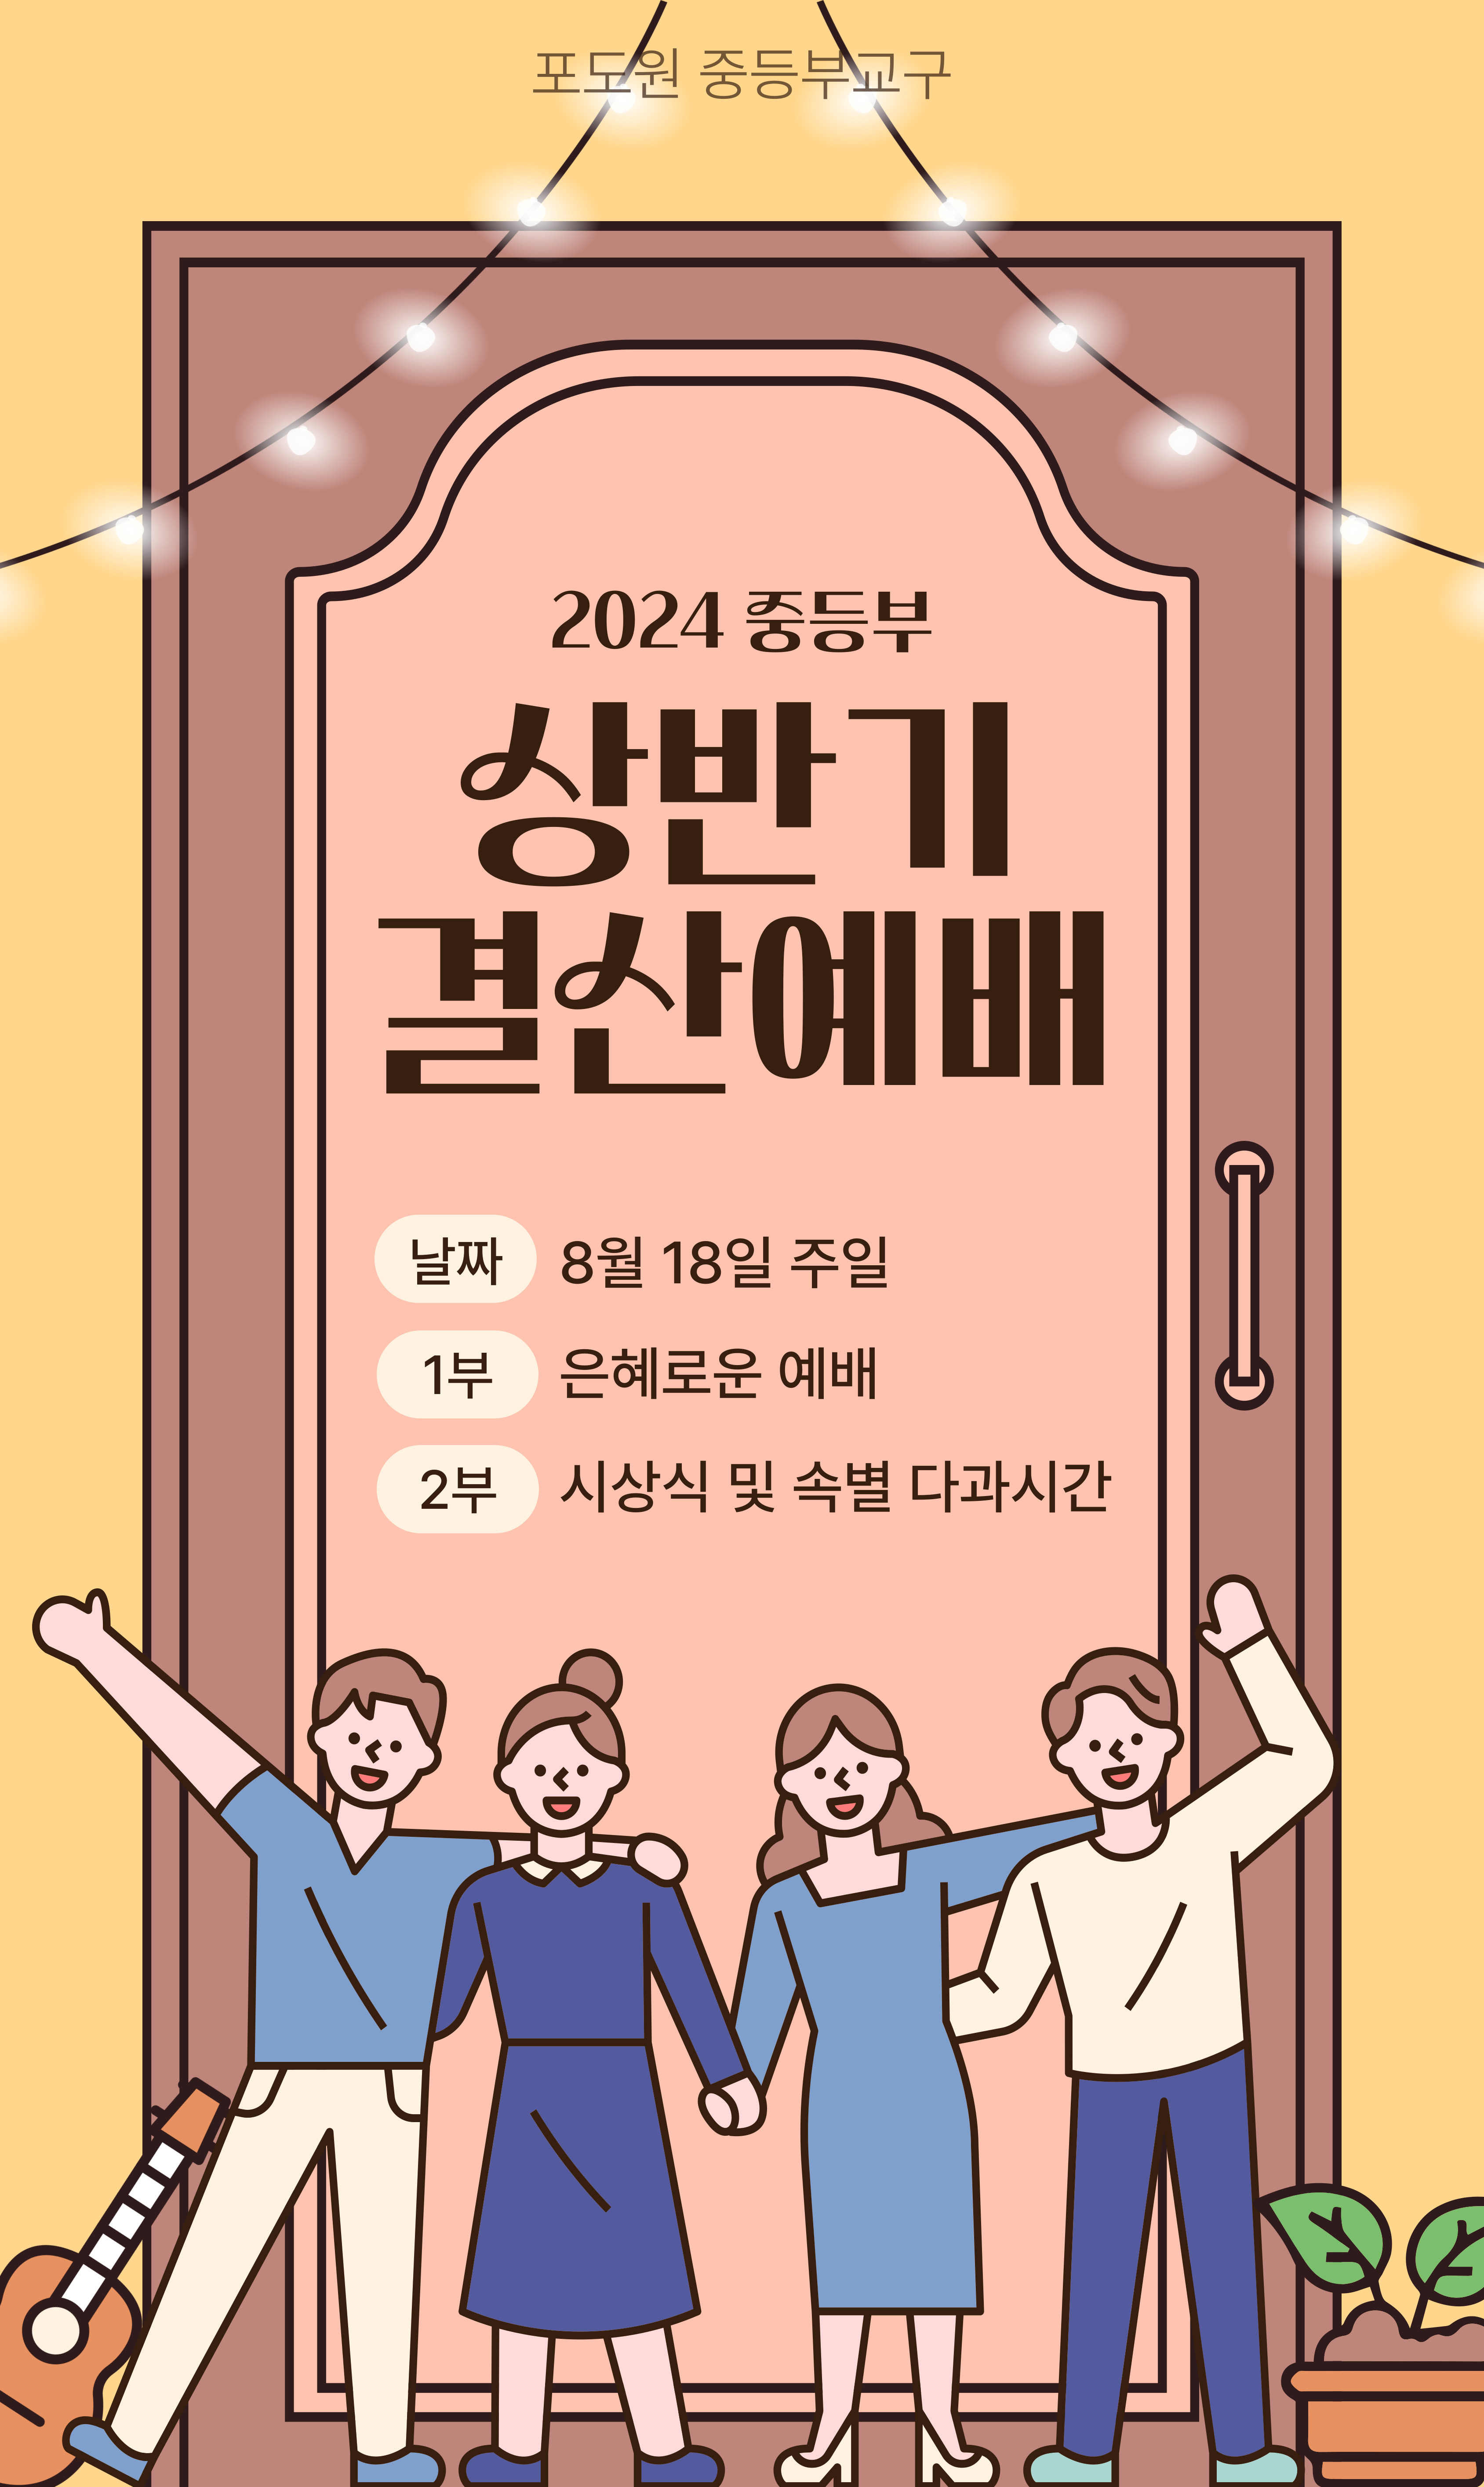 포도원 중등부교구
2024 중등부
상반기
결산예배
날짜 8월 18일 주일
1부 은혜로운 예배
2부 시상식 및 속별 다과시간